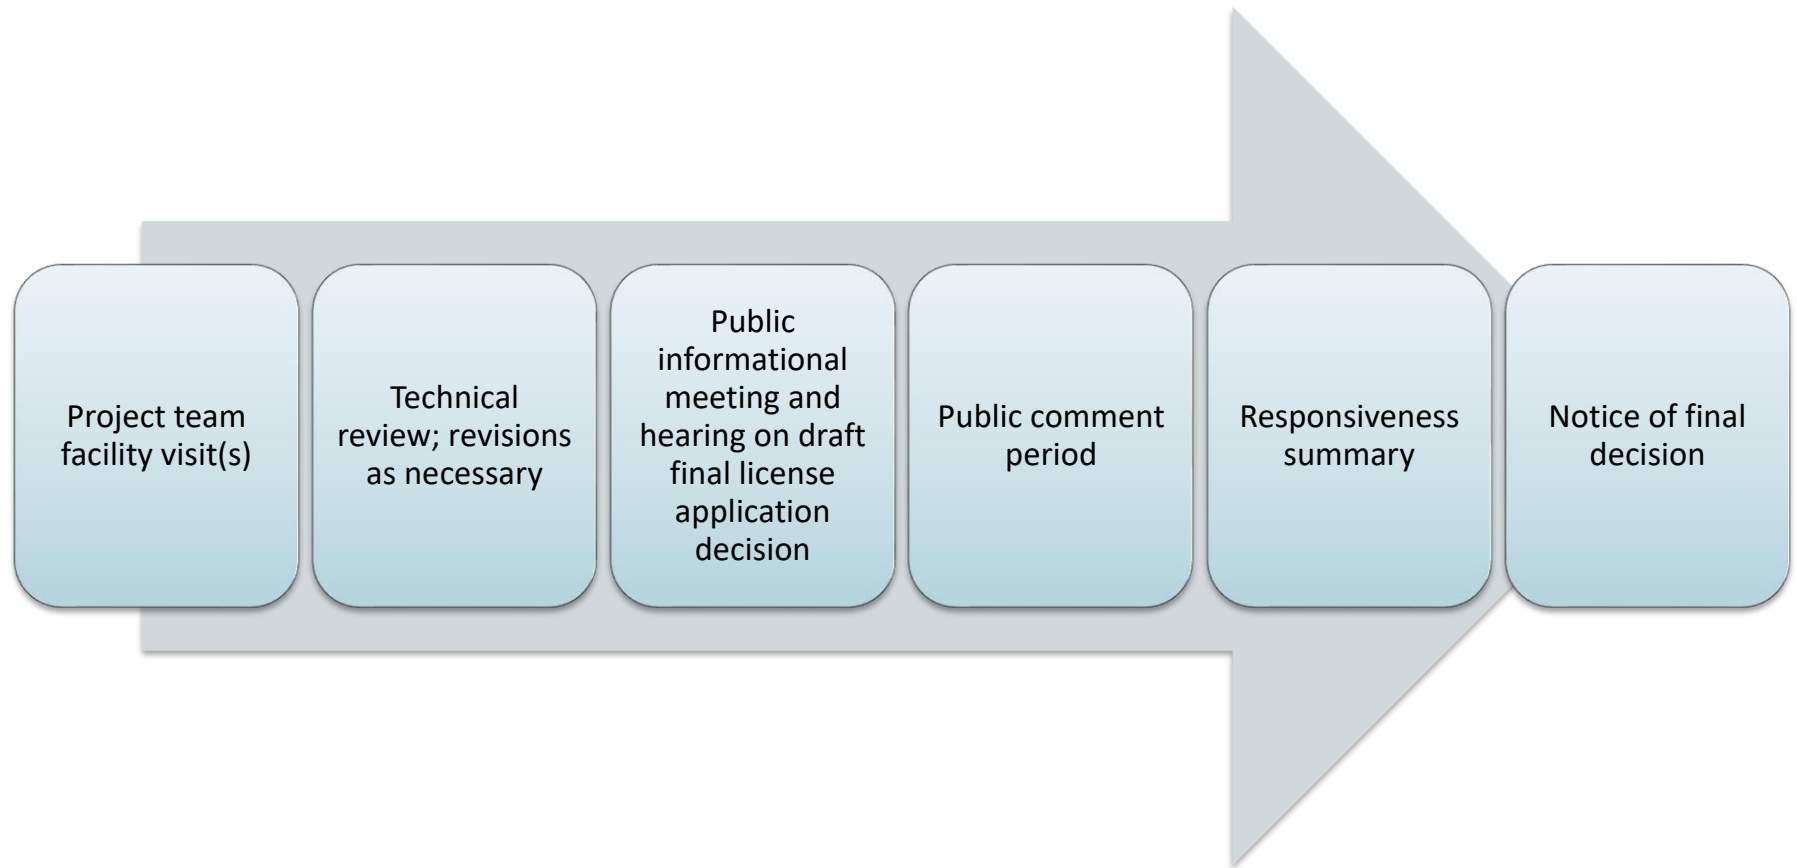 Project team
facility visit(s)
Technical
review; revisions
as necessary
Public
informational
meeting and
hearing on draft
final license
application
decision
Public comment
period
Responsiveness
summary
Notice of final
decision